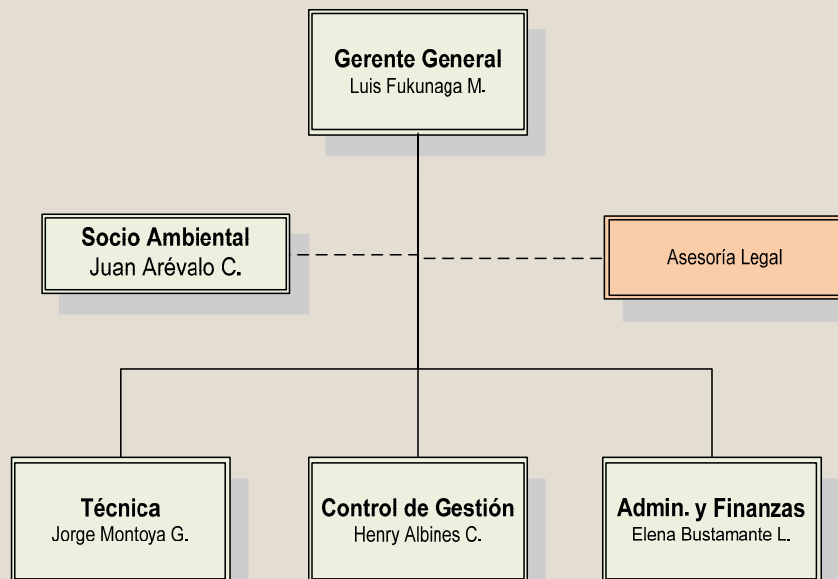 Gerente General
Luis Fukunaga M.
Socio Ambiental
Juan Arévalo C.
Asesoría Legal
Técnica
Jorge Montoya G.
Control de Gestión
Henry Albines C.
Admin. y Finanzas
Elena Bustamante L.